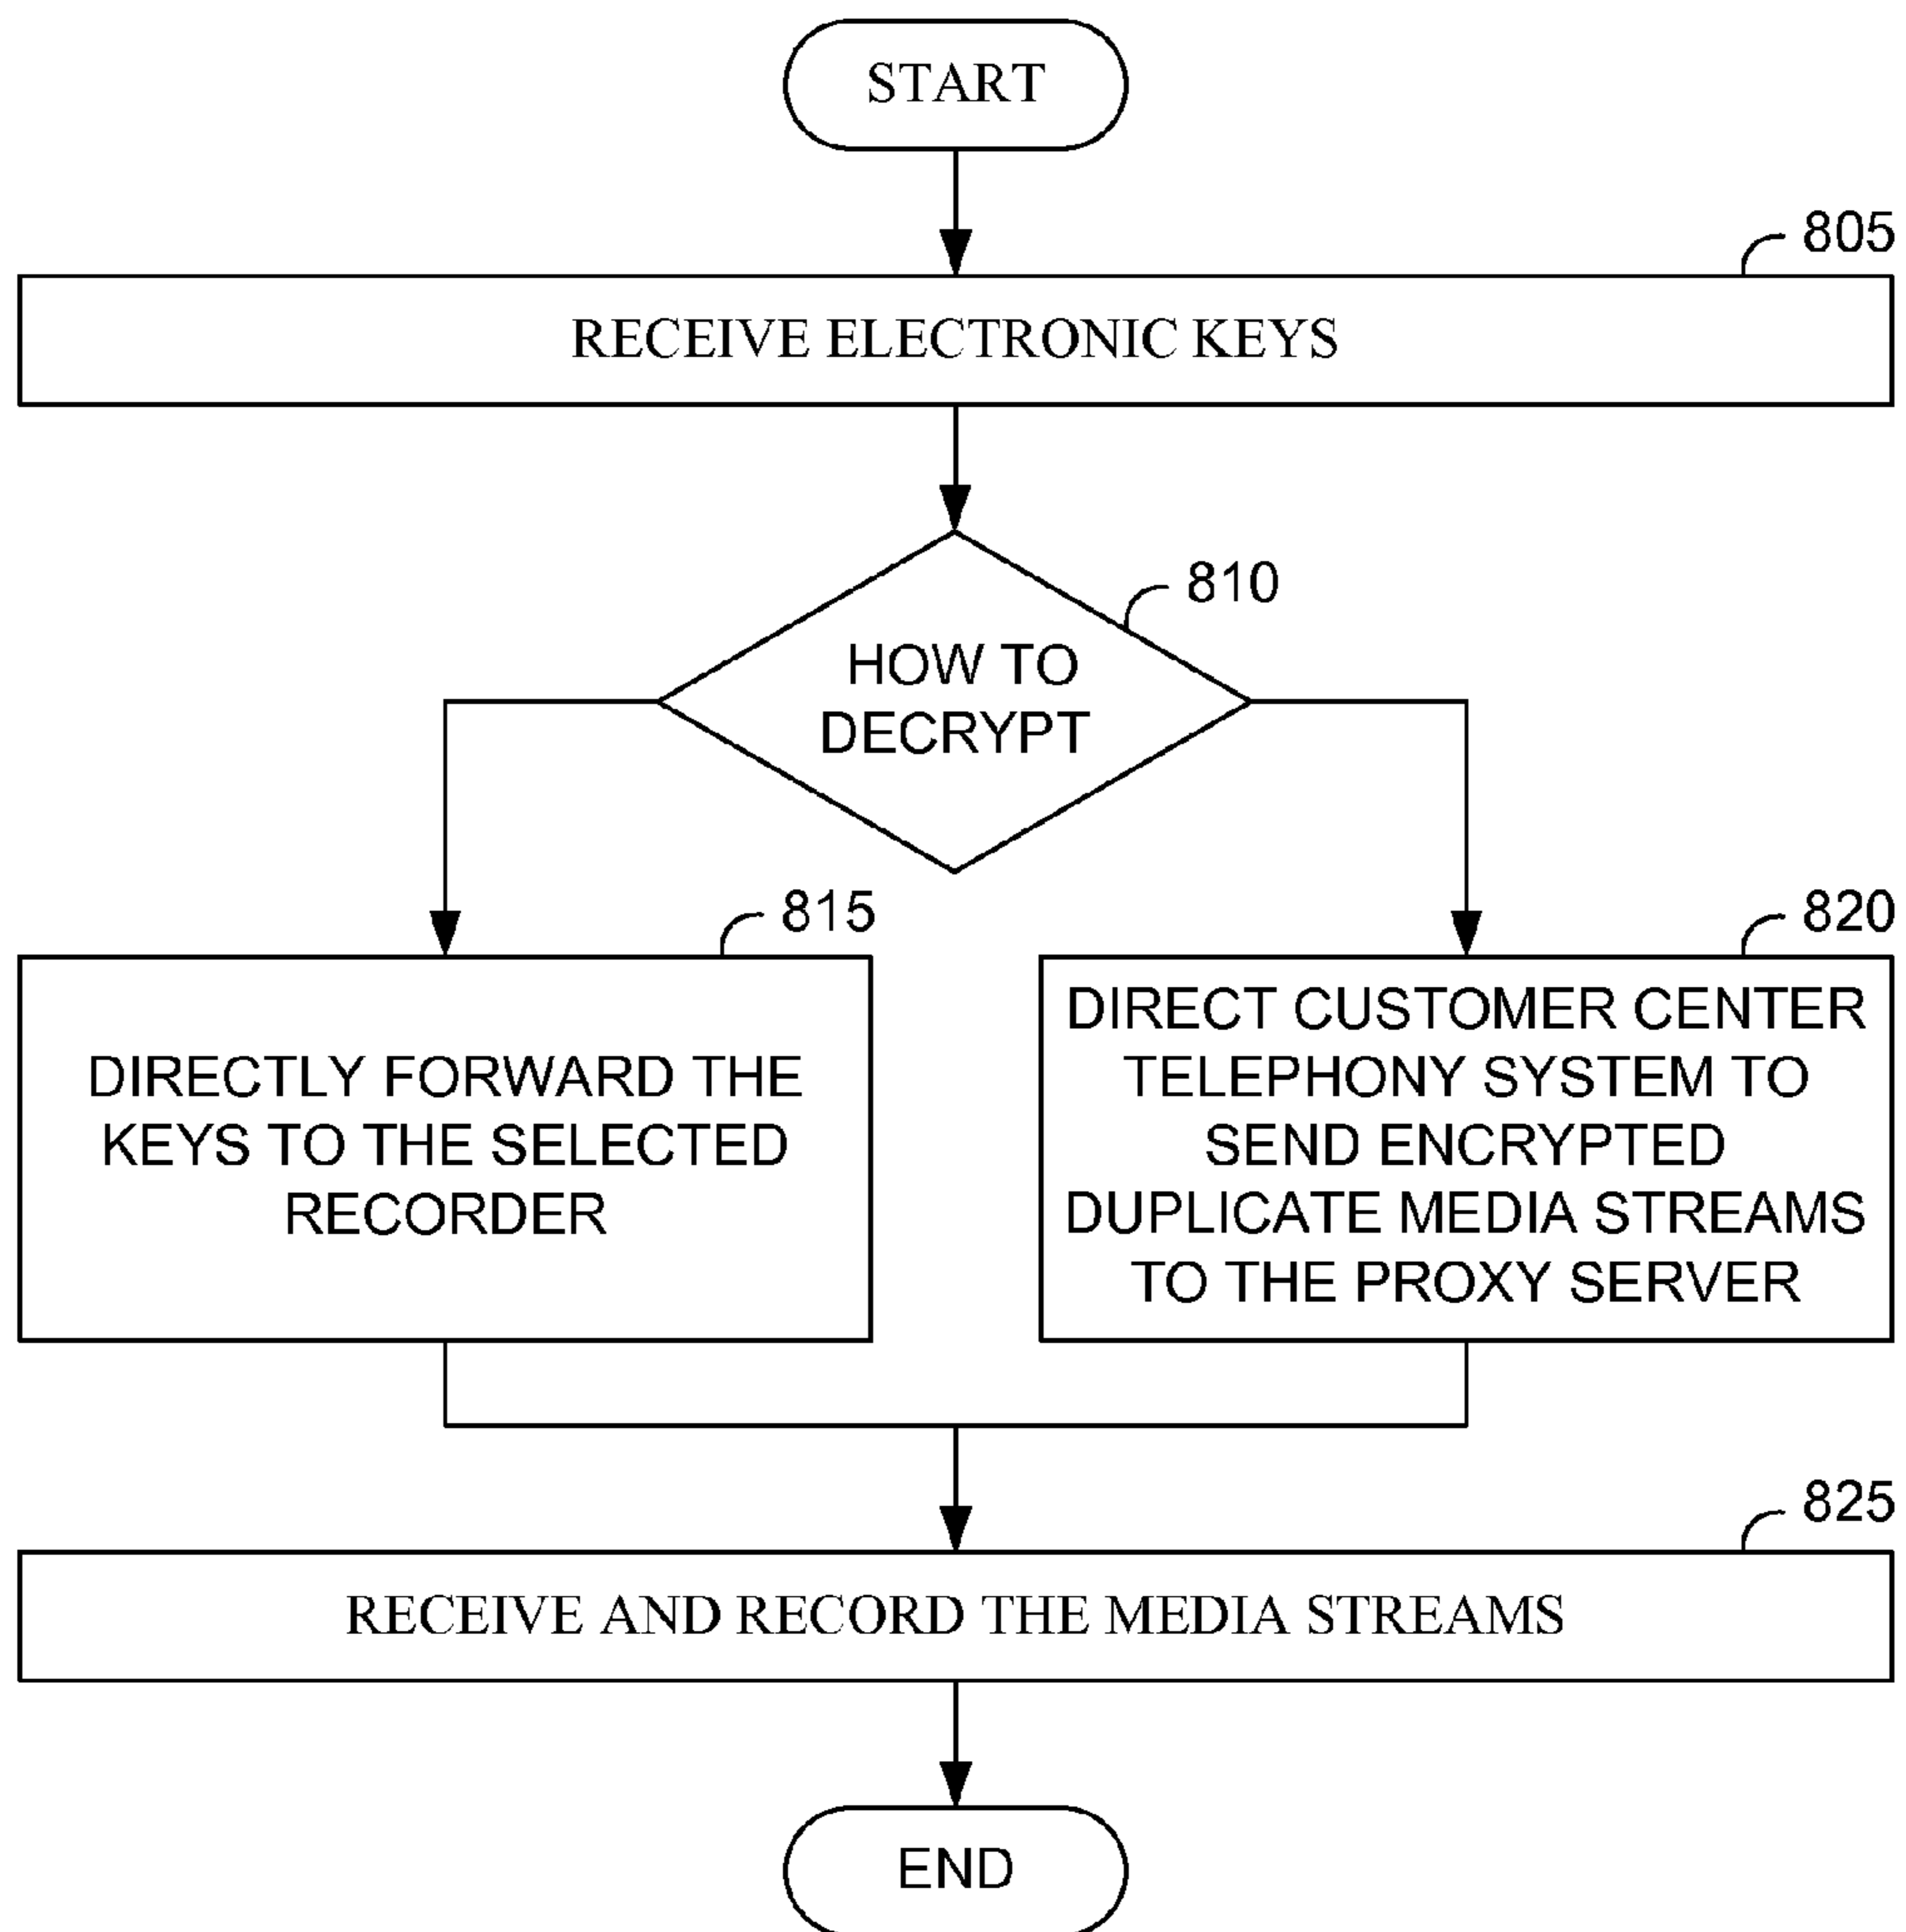 START
805
RECEIVE ELECTRONIC KEYS
810
HOW TO
DECRYPT
815
DIRECTLY FORWARD THE
KEYS TO THE SELECTED
RECORDER
820
DIRECT CUSTOMER CENTER
TELEPHONY SYSTEM TO
SEND ENCRYPTED
DUPLICATE MEDIA STREAMS
TO THE PROXY SERVER
825
RECEIVE AND RECORD THE MEDIA STREAMS
END